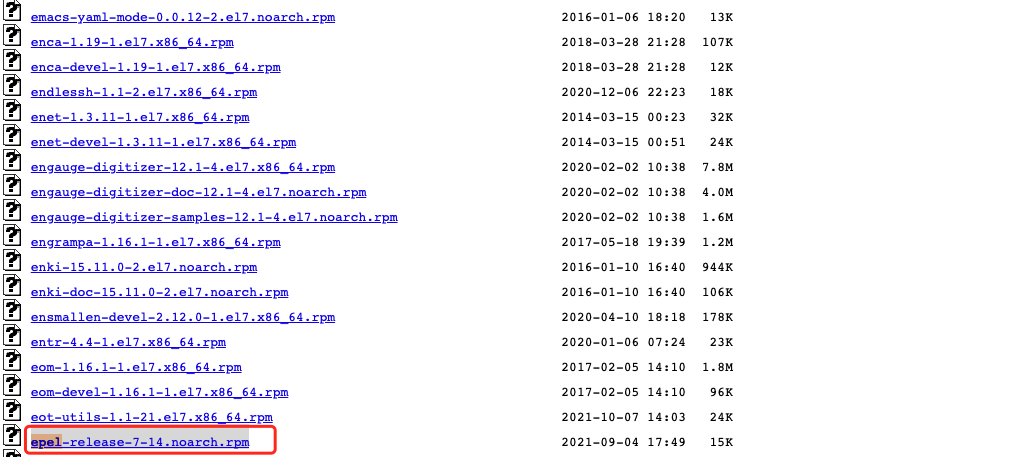 emacs-yaml-mode-0.0.12-2.el7.noarch.rpm 2016-01-06 18:20 13K
enca-1.19-1.el7.x86_64.rpm 2018-03-28 21:28 107K
enca-devel-1.19-1.el7.x86_64.rpm 2018-03-28 21:28 12K
endlessh-1.1-2.el7.x86_64.rpm 2020-12-06 22:23 18K
enet-1.3.11-1.el7.x86_64.rpm 2014-03-15 00:23 32K
enet-devel-1.3.11-1.el7.x86_64.rpm 2014-03-15 00:51 24K
engauge-digitizer-12.1-4.el7.x86_64.rpm 2020-02-02 10:38 7.8M
engauge-digitizer-doc-12.1-4.el7.noarch.rpm 2020-02-02 10:38 4.0M
engauge-digitizer-samples-12.1-4.el7.noarch.rpm 2020-02-02 10:38 1.6M
engrampa-1.16.1-1.el7.x86_64.rpm 2017-05-18 19:39 1.2M
enki-15.11.0-2.el7.noarch.rpm 2016-01-10 16:40 944K
enki-doc-15.11.0-2.el7.noarch.rpm 2016-01-10 16:40 106K
ensmallen-devel-2.12.0-1.el7.x86_64.rpm 2020-04-10 18:18 178K
entr-4.4-1.el7.x86_64.rpm 2020-01-06 07:24 23K
eom-1.16.1-1.el7.x86_64.rpm 2017-02-05 14:10 1.8M
eom-devel-1.16.1-1.el7.x86_64.rpm 2017-02-05 14:10 96K
eot-utils-1.1-21.el7.x86_64.rpm 2021-10-07 14:03 24K
epel-release-7-14.noarch.rpm 2021-09-04 17:49 15K